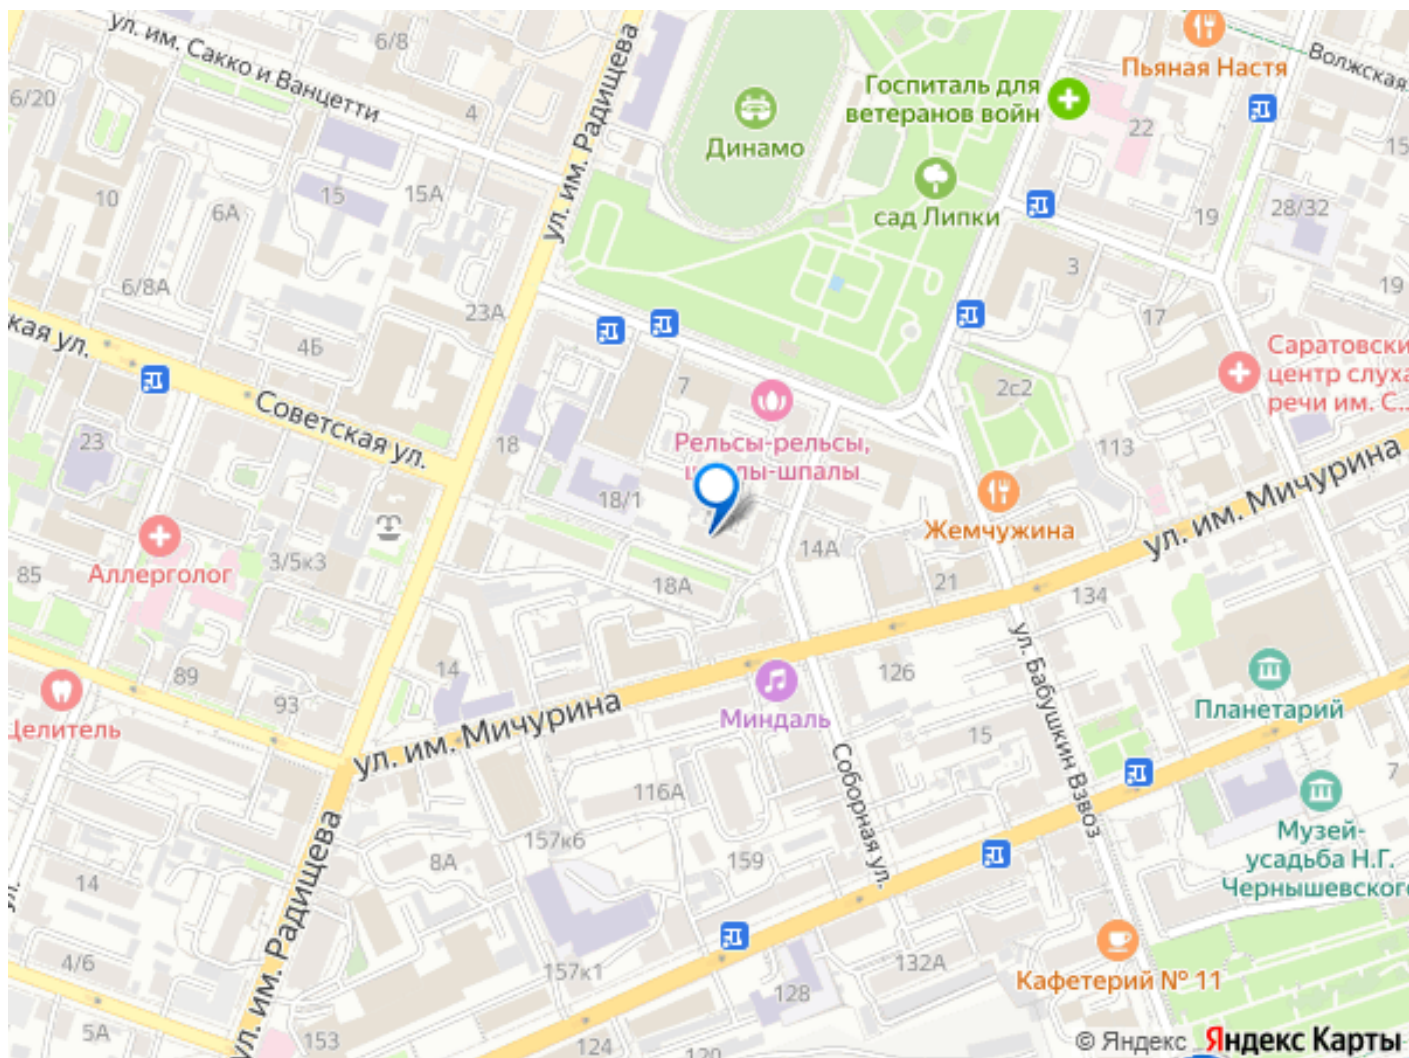 ул. им. Сакко и Ванцетти
6/8
ул. им. Радищева
Пьяная Настя
Волжская
Госпиталь для
ветеранов войн
22
6/20
4
Динамо
сад Липки
10
15
15А
6А
19
28/32
3
6/8А
23А
17
19
кая ул.
4Б
7
2с2
Саратовски
центр слуха
речи им. С...
Советская ул.
23
18
Рельсы-рельсы,
шпалы-шпалы
113
18/1
Жемчужина
ул. им. Мичурина
14А
3/5к3
Аллерголог
85
18А
21
134
ул. Бабушкин Взвоз
14
126
89
93
Целитель
Миндаль
Планетарий
ул. им. Мичурина
15
Соборная ул.
116А
7
Музей-
усадьба Н.Г.
Чернышевского
157к6
8А
159
14
ул.
ул. им. Радищева
4/6
157к1
132А
Кафетерий № 11
128
5А
153
124
120
© Яндекс Яндекс Карты